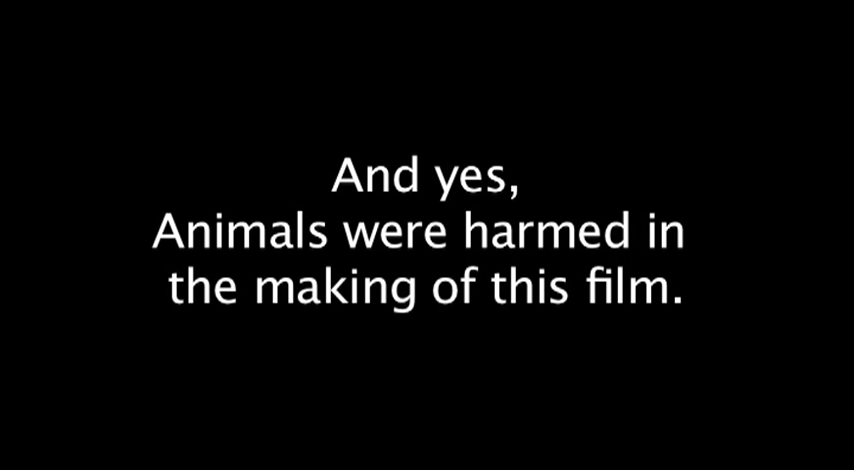 And yes,
Animals were harmed in
the making of this film.